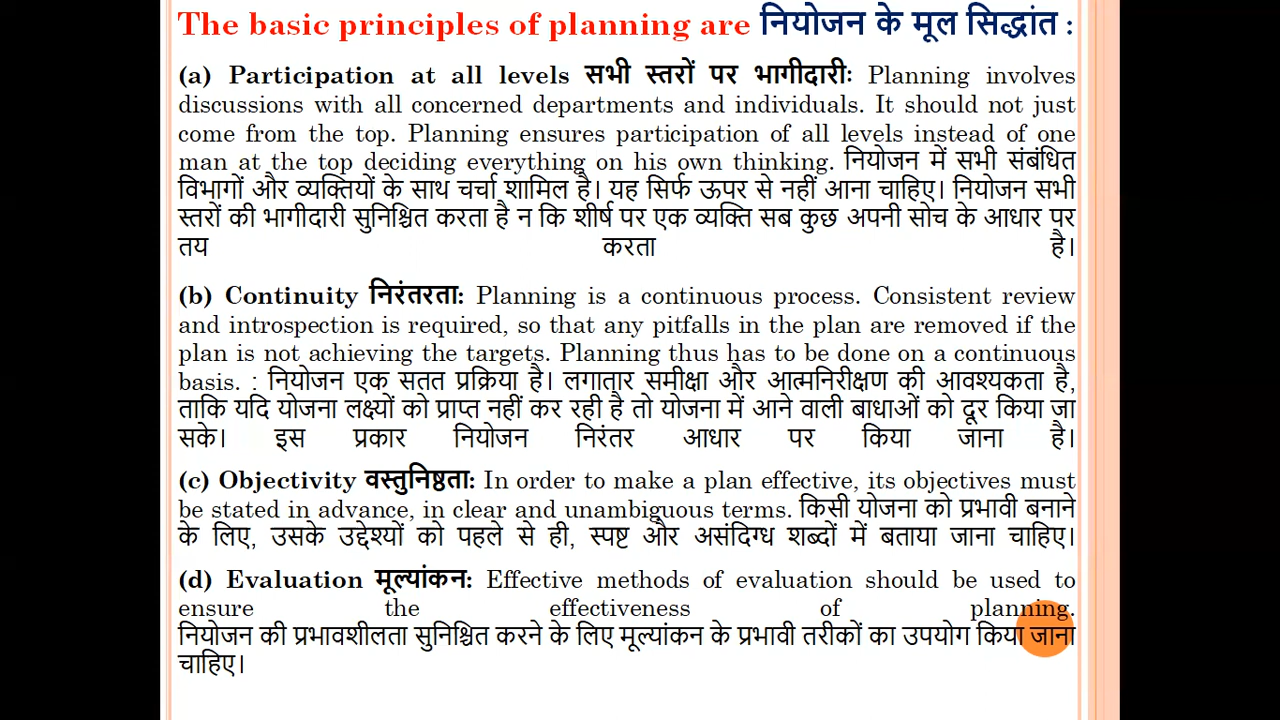 The basic principles of planning are नियोजन के मूल सिद्धांत :
(a) Participation at all levels सभी स्तरों पर भागीदारीः Planning involves
discussions with all concerned departments and individuals. It should not just
come from the top. Planning ensures participation of all levels instead of one
man at the top deciding everything on his own thinking. नियोजन में सभी संबंधित
विभागों और व्यक्तियों के साथ चर्चा शामिल है। यह सिर्फ ऊपर से नहीं आना चाहिए। नियोजन सभी
स्तरों की भागीदारी सुनिश्चित करता है न कि शीर्ष पर एक व्यक्ति सब कुछ अपनी सोच के आधार पर
तय करता है।
(b) Continuity निरंतरता: Planning is a continuous process. Consistent review
and introspection is required, so that any pitfalls in the plan are removed if the
plan is not achieving the targets. Planning thus has to be done on a continuous
basis. : नियोजन एक सतत प्रक्रिया है। लगातार समीक्षा और आत्मनिरीक्षण की आवश्यकता है,
ताकि यदि योजना लक्ष्यों को प्राप्त नहीं कर रही है तो योजना में आने वाली बाधाओं को दूर किया जा
सके। इस प्रकार नियोजन निरंतर आधार पर किया जाना है।
(c) Objectivity वस्तुनिष्ठता: In order to make a plan effective, its objectives must
be stated in advance, in clear and unambiguous terms. किसी योजना को प्रभावी बनाने
के लिए, उसके उद्देश्यों को पहले से ही, स्पष्ट और असंदिग्ध शब्दों में बताया जाना चाहिए।
(d) Evaluation मूल्यांकन: Effective methods of evaluation should be used to
ensure the effectiveness of planning.
नियोजन की प्रभावशीलता सुनिश्चित करने के लिए मूल्यांकन के प्रभावी तरीकों का उपयोग किया जाना
चाहिए।